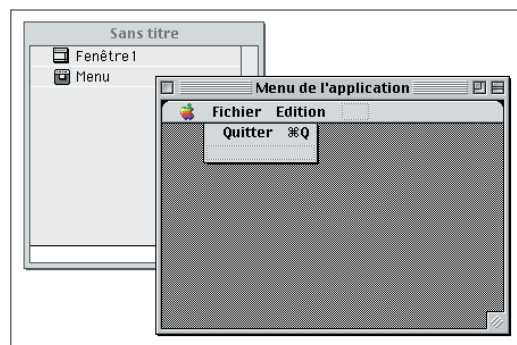 Sans titre
Fenêtre1
Menu
Menu de l'application
Fichier Edition
Quitter ⌘Q